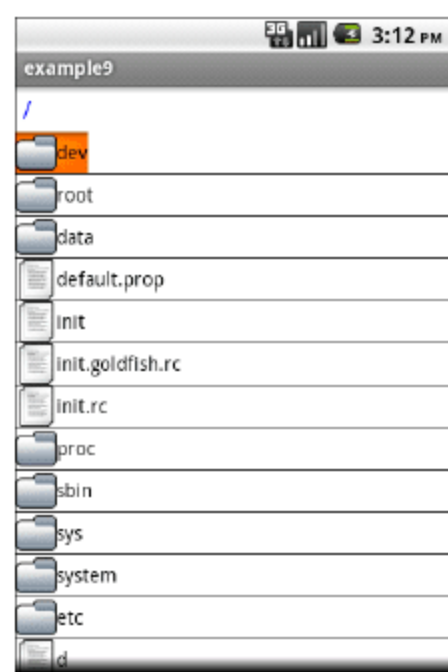 3G
3:12 PM
example9
/
dev
root
data
default.prop
init
init.goldfish.rc
init.rc
proc
sbin
sys
system
etc
d